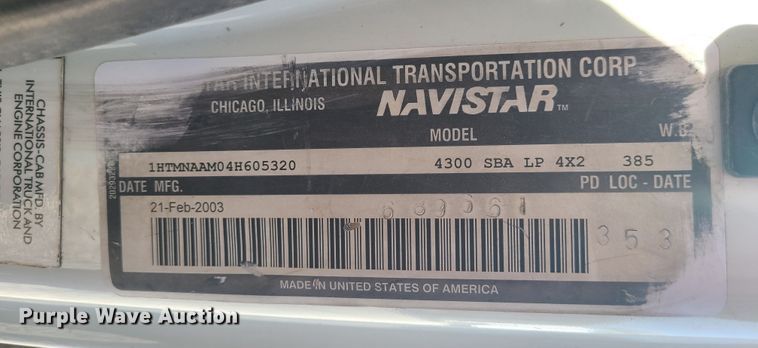 CHASSIS-CAB MFD. BY
INTERNATIONAL TRUCK AND
ENGINE CORPORATION
INTERNATIONAL TRANSPORTATION CORP
CHICAGO, ILLINOIS NAVISTAR TM
MODEL W.B.
1HTMNAAM04H605320 4300 SBA LP 4X2 385
DATE MFG. PD LOC - DATE
21-Feb-2003
353
MADE IN UNITED STATES OF AMERICA
Purple Wave Auction